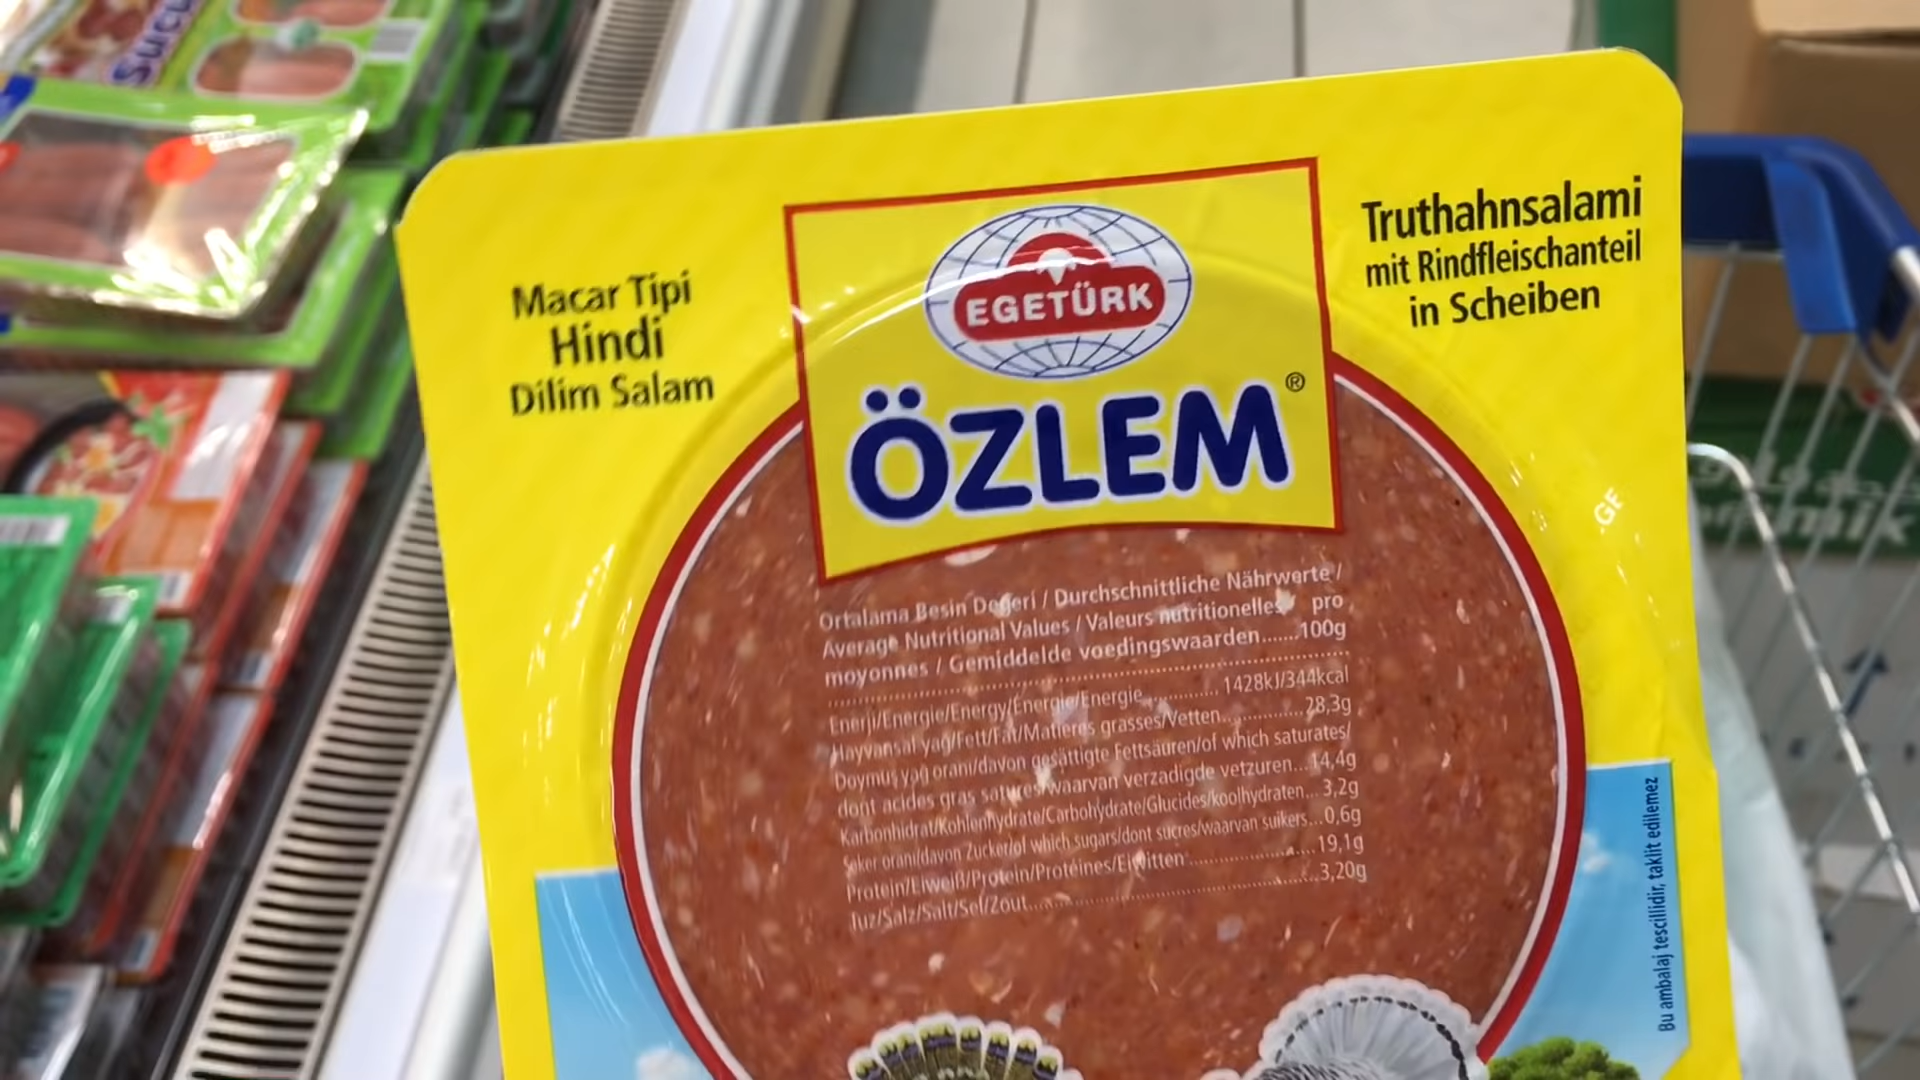 Sucu
Macar Tipi
Hindi
Dilim Salam
EGETÜRK
ÖZLEM®
Truthahnsalami
mit Rindfleischanteil
in Scheiben
GE
Ortalama Besin Değeri / Durchschnittliche Nährwerte /
Average Nutritional Values / Valeurs nutritionelles pro
moyonnes / Gemiddelde voedingswaarden.......100g
Enerji/Energie/Energy/Énergie/Energie............. 1428kJ/344kcal
Hayvansal yağ/Fett/Fat/Matieres grasses/Vetten..............28,3g
Doymuş yağ oranı/davon gesättigte Fettsäuren/of which saturates/
dont acides gras satures/waarvan verzadigde vetzuren...14,4g
Karbonhidrat/Kohlenhydrate/Carbohydrate/Glucides/koolhydraten...3,2g
Şeker oranı/davon Zucker/of which sugars/dont sucres/waarvan suikers...0,6g
Protein/Eiweiß/Protein/Protéines/Eiwitten....................19,1g
Tuz/Salz/Salt/Sel/Zout.............................................3,20g
Bu ambalaj tescillidir, taklit edilemez